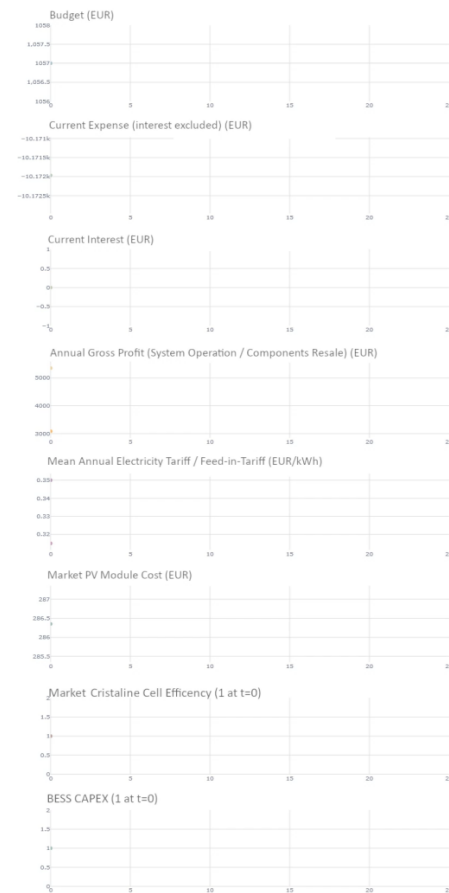 Budget (EUR)
1058
1,057.5
1057
1,056.5
1056
0 5 10 15 20
Current Expense (interest excluded) (EUR)
−10.171k
−10.1715k
−10.172k
−10.1725k
0 5 10 15 20
Current Interest (EUR)
1
0.5
0
−0.5
−1
0 5 10 15 20
Annual Gross Profit (System Operation / Components Resale) (EUR)
5000
4000
3000
0 5 10 15 20
Mean Annual Electricity Tariff / Feed-in-Tariff (EUR/kWh)
0.35
0.34
0.33
0.32
0 5 10 15 20
Market PV Module Cost (EUR)
287
286.5
286
285.5
0 5 10 15 20
Market Cristaline Cell Efficency (1 at t=0)
2
1.5
1
0.5
0
0 5 10 15 20
BESS CAPEX (1 at t=0)
2
1.5
1
0.5
0
0 5 10 15 20